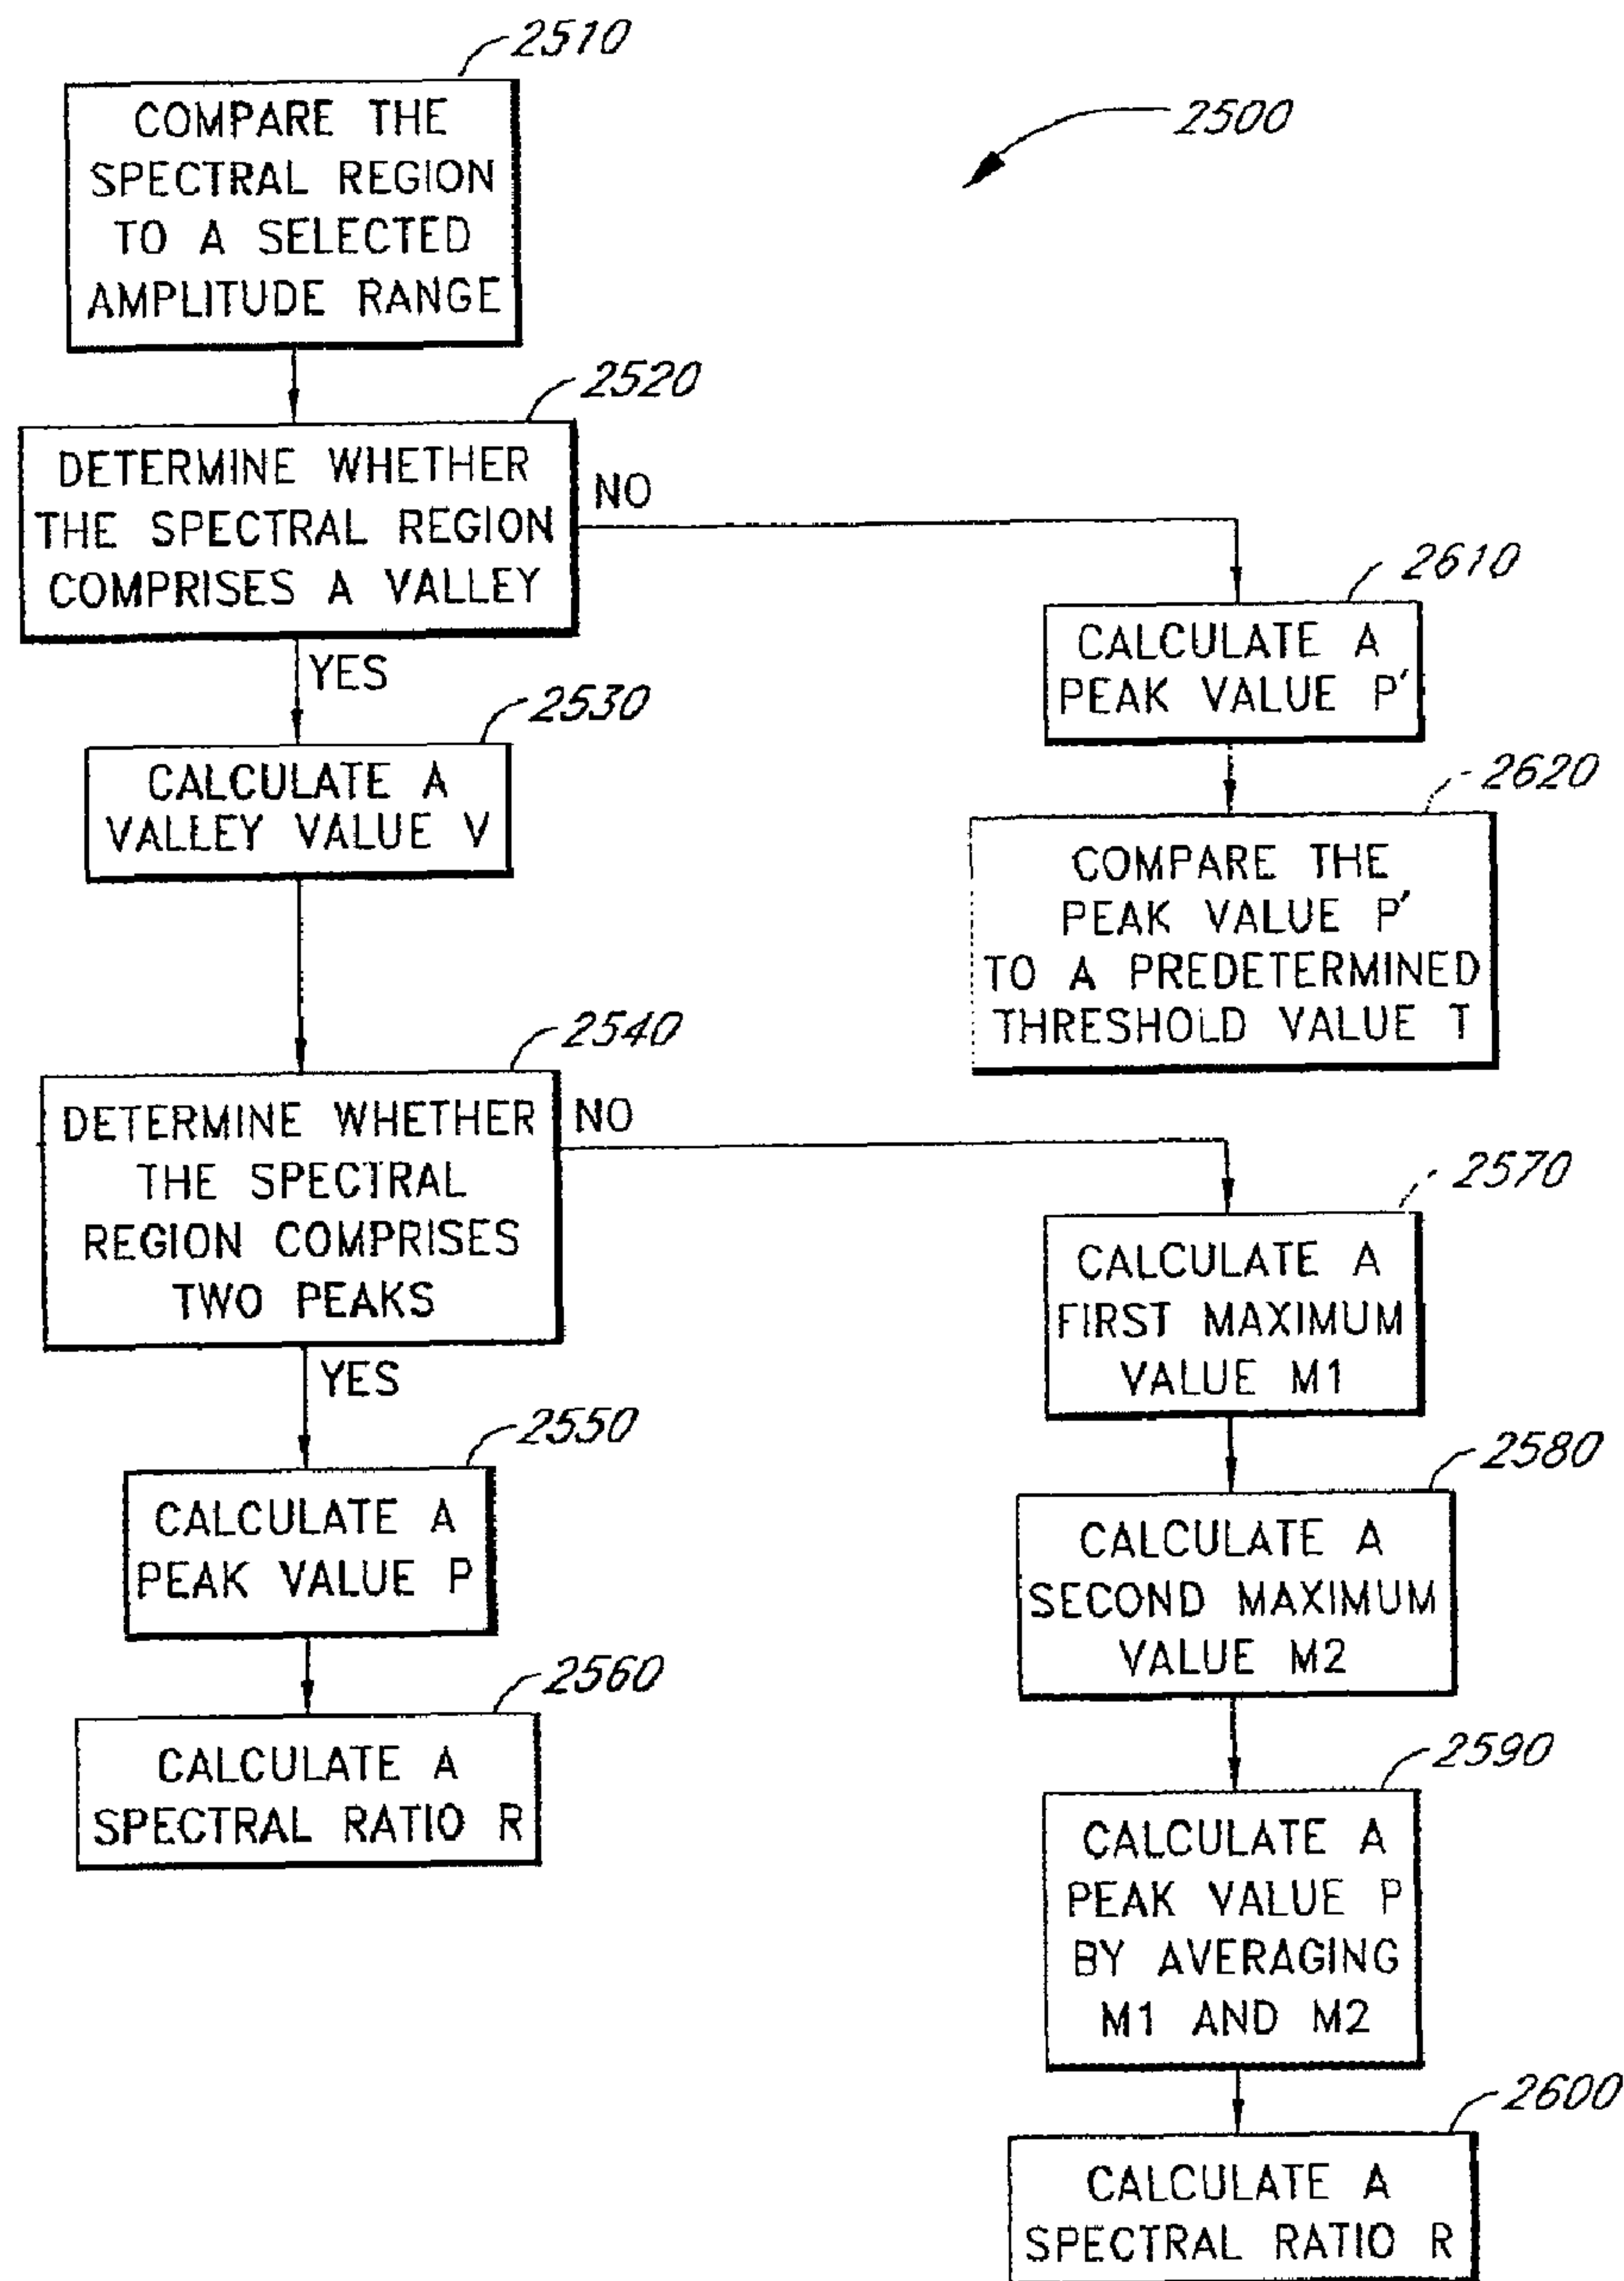 2510
COMPARE THE
SPECTRAL REGION
TO A SELECTED
AMPLITUDE RANGE
2500
2520
DETERMINE WHETHER
THE SPECTRAL REGION
COMPRISES A VALLEY
NO
YES
2610
CALCULATE A
PEAK VALUE P'
2530
CALCULATE A
VALLEY VALUE V
2620
COMPARE THE
PEAK VALUE P'
TO A PREDETERMINED
THRESHOLD VALUE T
2540
DETERMINE WHETHER
THE SPECTRAL
REGION COMPRISES
TWO PEAKS
NO
YES
2570
CALCULATE A
FIRST MAXIMUM
VALUE M1
2550
CALCULATE A
PEAK VALUE P
2580
CALCULATE A
SECOND MAXIMUM
VALUE M2
2560
CALCULATE A
SPECTRAL RATIO R
2590
CALCULATE A
PEAK VALUE P
BY AVERAGING
M1 AND M2
2600
CALCULATE A
SPECTRAL RATIO R